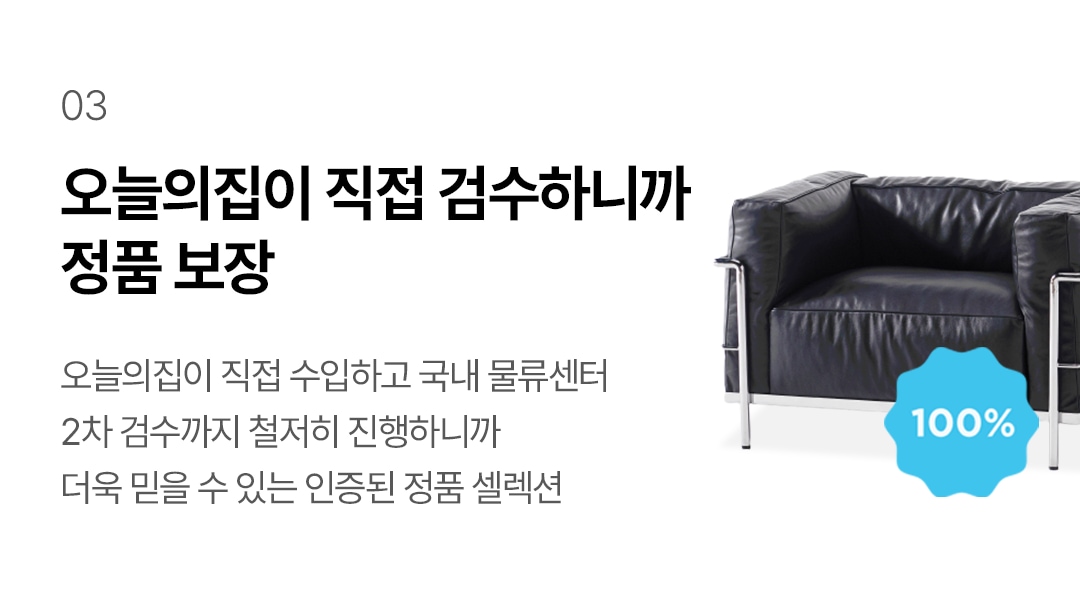 03
오늘의집이 직접 검수하니까
정품 보장
오늘의집이 직접 수입하고 국내 물류센터
2차 검수까지 철저히 진행하니까
더욱 믿을 수 있는 인증된 정품 셀렉션
100%